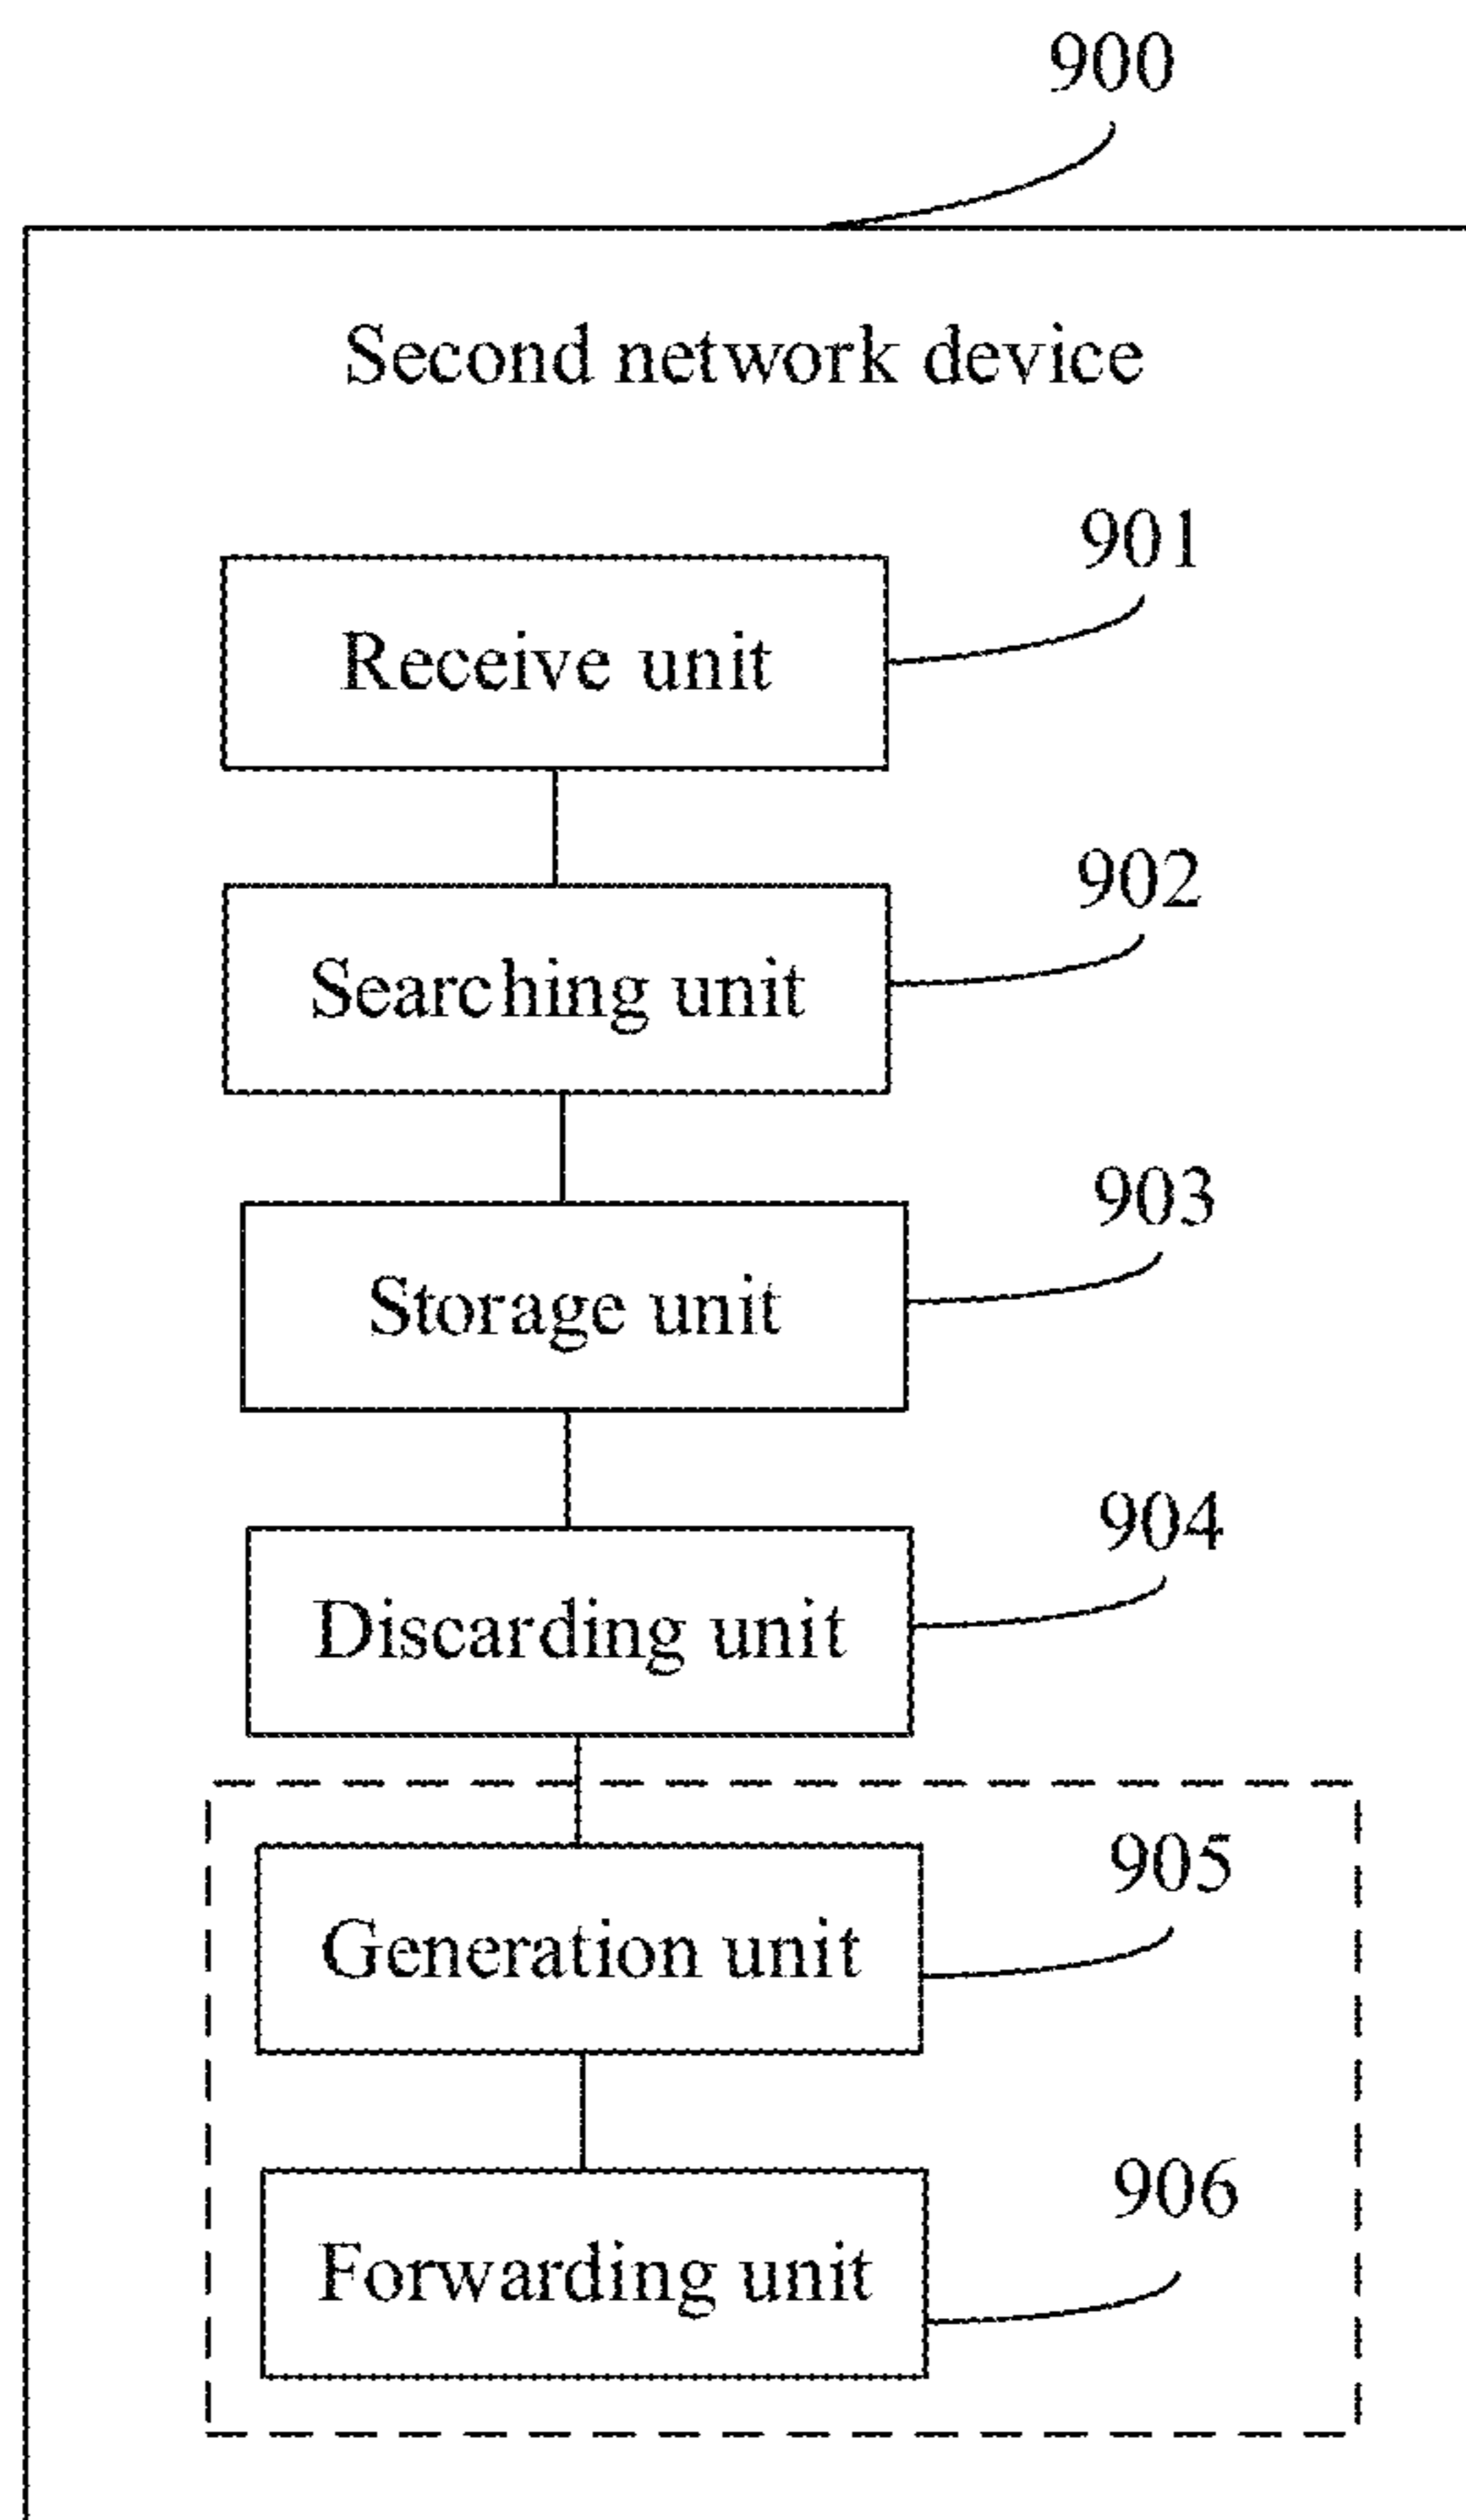 900
Second network device
901
Receive unit
902
Searching unit
903
Storage unit
904
Discarding unit
905
Generation unit
906
Forwarding unit